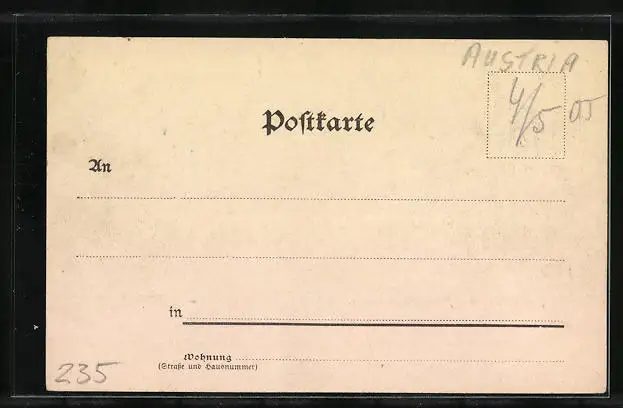 AUSTRIA
4/5 05
Postkarte
An
in
Wohnung
(Straße und Hausnummer)
235